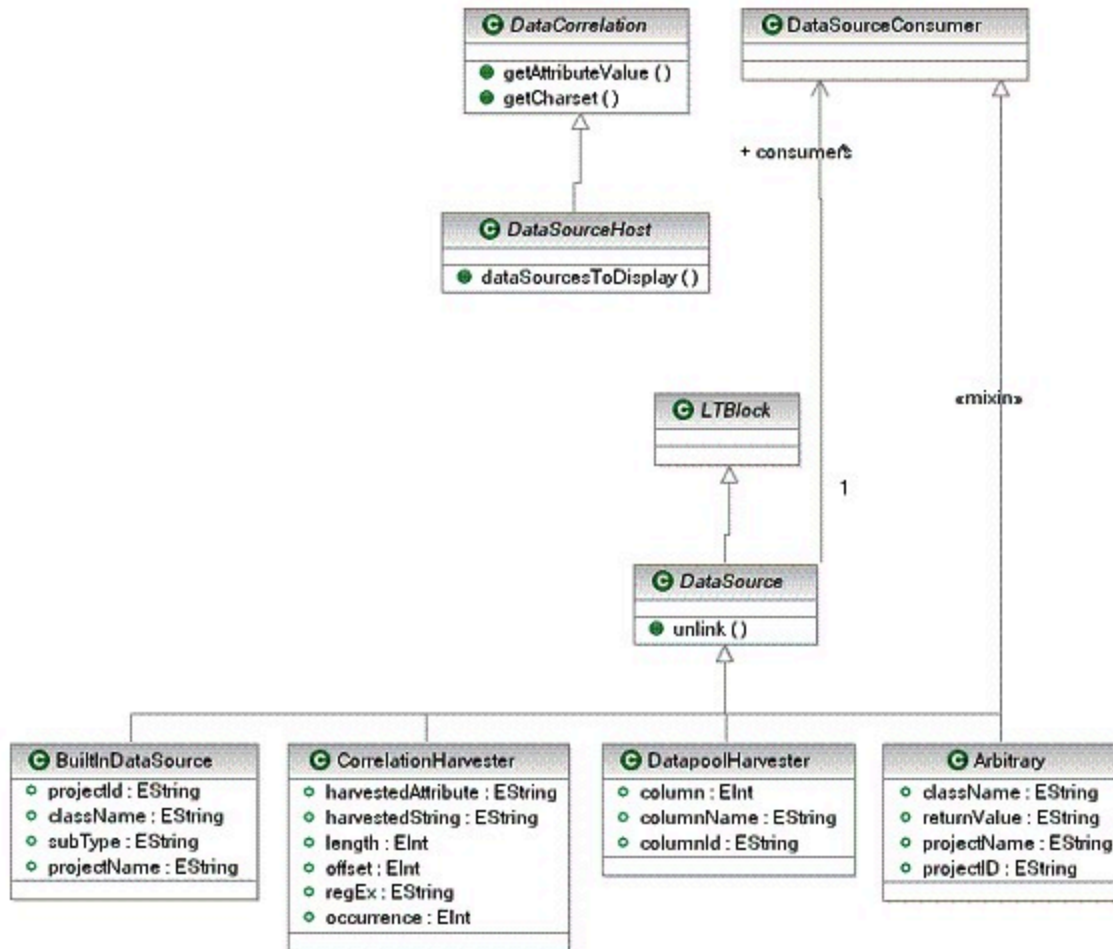 DataCorrelation
getAttributeValue ( )
getCharset ( )
DataSourceConsumer
+ consumers
*
DataSourceHost
dataSourcesToDisplay ( )
LTBlock
«mixin»
1
DataSource
unlink ( )
BuiltInDataSource
projectId : EString
className : EString
subType : EString
projectName : EString
CorrelationHarvester
harvestedAttribute : EString
harvestedString : EString
length : EInt
offset : EInt
regEx : EString
occurrence : EInt
DatapoolHarvester
column : EInt
columnName : EString
columnId : EString
Arbitrary
className : EString
returnValue : EString
projectName : EString
projectID : EString